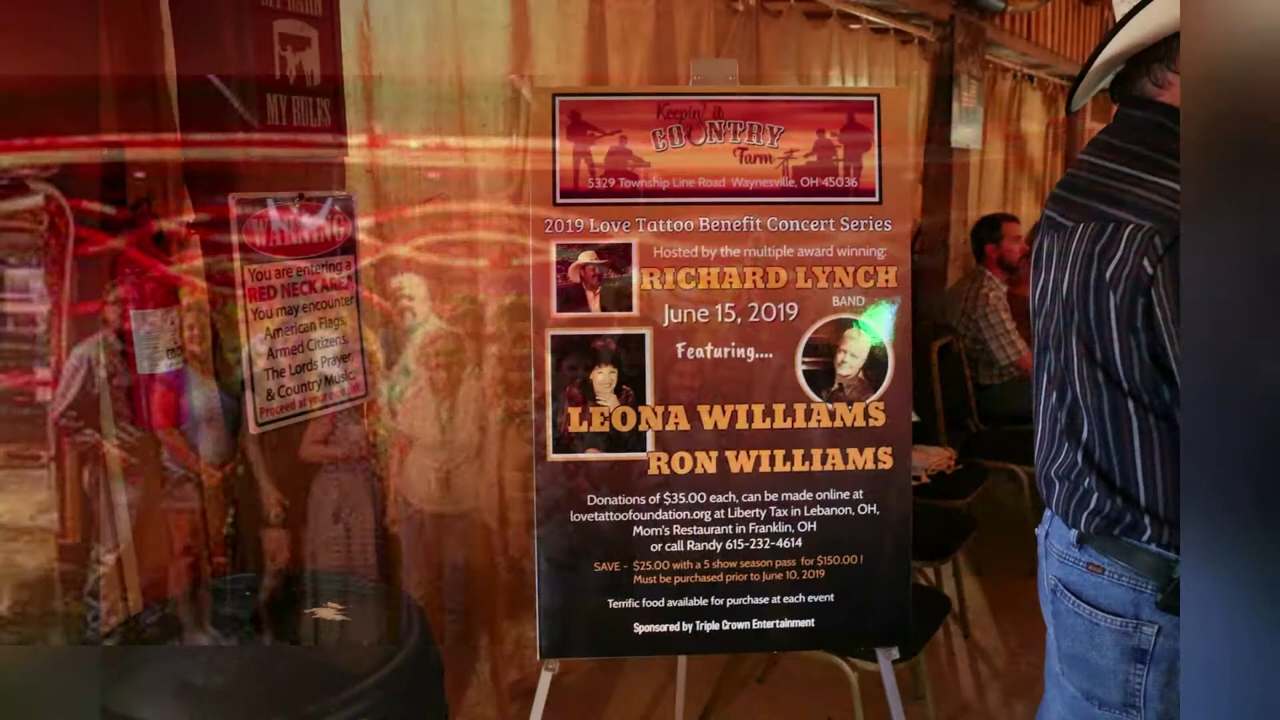 MY RULES
WARNING
You are entering a
RED NECK AREA
You may encounter
American Flags,
Armed Citizens,
The Lords Prayer,
& Country Music.
Proceed at your own
Keepin' it
COUNTRY
Farm
5329 Township Line Road Waynesville, OH 45036
2019 Love Tattoo Benefit Concert Series
Hosted by the multiple award winning:
RICHARD LYNCH
BAND
June 15, 2019
Featuring....
LEONA WILLIAMS
RON WILLIAMS
Donations of $35.00 each, can be made online at
lovetattoofoundation.org at Liberty Tax in Lebanon, OH,
Mom's Restaurant in Franklin, OH
or call Randy 615-232-4614
SAVE - $25.00 with a 5 show season pass for $150.00 !
Must be purchased prior to June 10, 2019
Terrific food available for purchase at each event
Sponsored by Triple Crown Entertainment